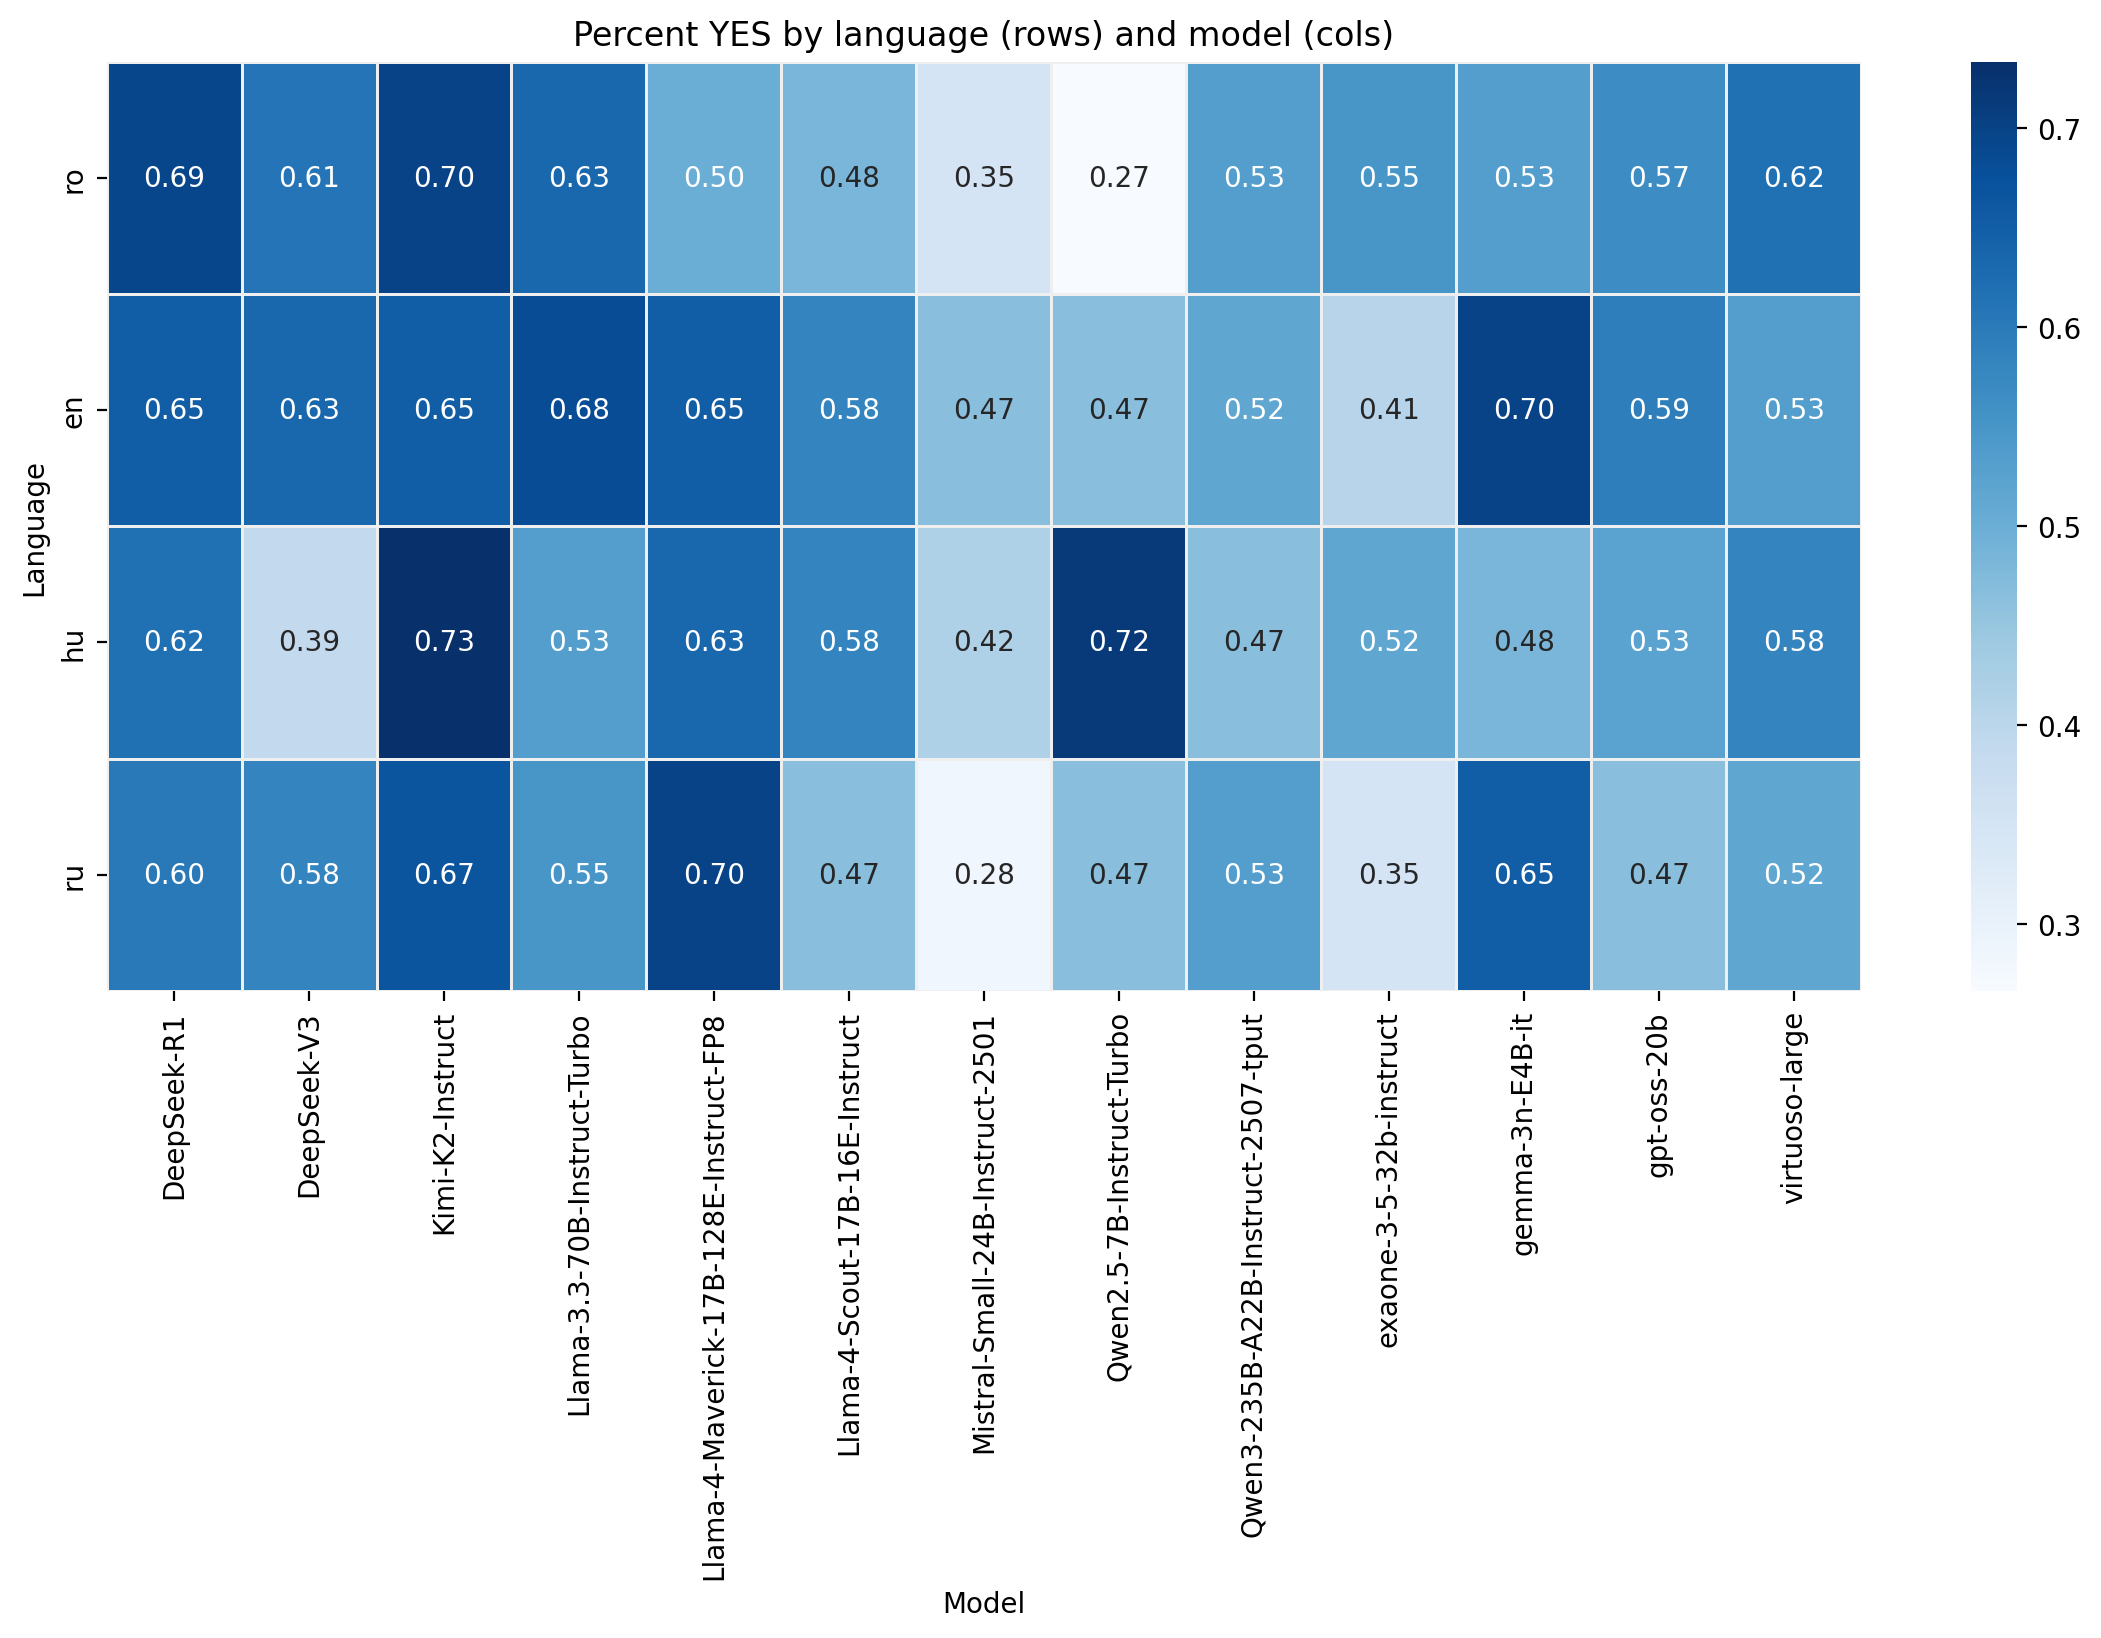 Percent YES by language (rows) and model (cols)
Language
ro
0.69 0.61 0.70 0.63 0.50 0.48 0.35 0.27 0.53 0.55 0.53 0.57 0.62
en
0.65 0.63 0.65 0.68 0.65 0.58 0.47 0.47 0.52 0.41 0.70 0.59 0.53
hu
0.62 0.39 0.73 0.53 0.63 0.58 0.42 0.72 0.47 0.52 0.48 0.53 0.58
ru
0.60 0.58 0.67 0.55 0.70 0.47 0.28 0.47 0.53 0.35 0.65 0.47 0.52
DeepSeek-R1
DeepSeek-V3
Kimi-K2-Instruct
Llama-3.3-70B-Instruct-Turbo
Llama-4-Maverick-17B-128E-Instruct-FP8
Llama-4-Scout-17B-16E-Instruct
Mistral-Small-24B-Instruct-2501
Qwen2.5-7B-Instruct-Turbo
Qwen3-235B-A22B-Instruct-2507-tput
exaone-3-5-32b-instruct
gemma-3n-E4B-it
gpt-oss-20b
virtuoso-large
Model
0.7
0.6
0.5
0.4
0.3